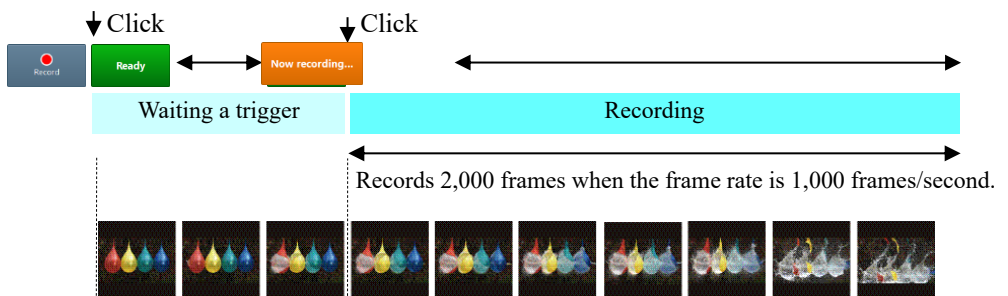 Click
Click
Record
Ready
Now recording...
Waiting a trigger
Recording
Records 2,000 frames when the frame rate is 1,000 frames/second.